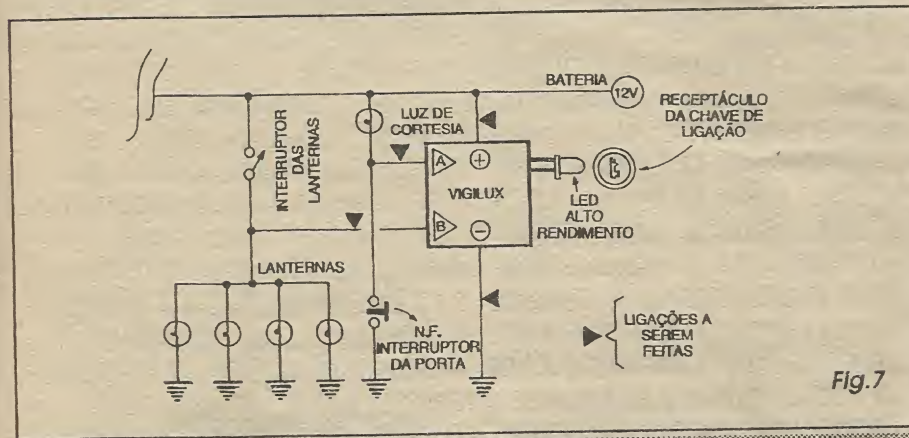 BATERIA
12V
RECEPTÁCULO
DA CHAVE DE
LIGAÇÃO
LUZ DE
CORTESIA
INTERRUPTOR
DAS
LANTERNAS
A
+
VIGILUX
B
−
LED
ALTO
RENDIMENTO
LANTERNAS
N.F.
INTERRUPTOR
DA PORTA
LIGAÇÕES A
SEREM
FEITAS
Fig.7